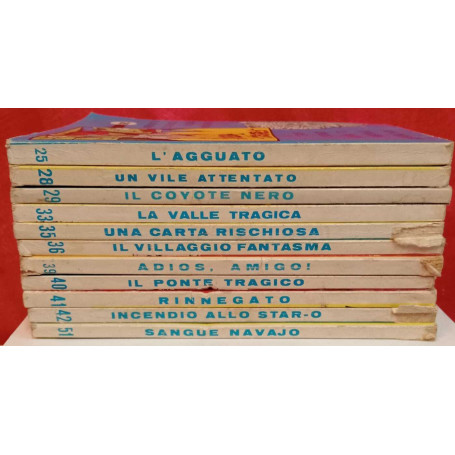 25 L'AGGUATO
28 UN VILE ATTENTATO
29 IL COYOTE NERO
33 LA VALLE TRAGICA
35 UNA CARTA RISCHIOSA
36 IL VILLAGGIO FANTASMA
39 ADIOS, AMIGO!
40 IL PONTE TRAGICO
41 RINNEGATO
42 INCENDIO ALLO STAR-O
51 SANGUE NAVAJO